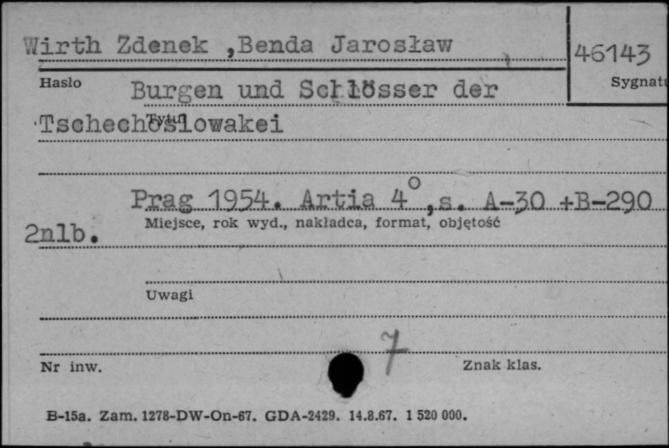 Wirth Zdenek ,Benda Jarosław
46143
Hasło
Sygnatu
Burgen und Schlösser der
Tytuł
Tschechoslowakei
Prag 1954. Artia 4°,s. A-30 +B-290
Miejsce, rok wyd., nakładca, format, objętość
2nlb.
Uwagi
7
Nr inw.
Znak klas.
B-15a. Zam. 1278-DW-On-67. GDA-2429. 14.8.67. 1 520 000.